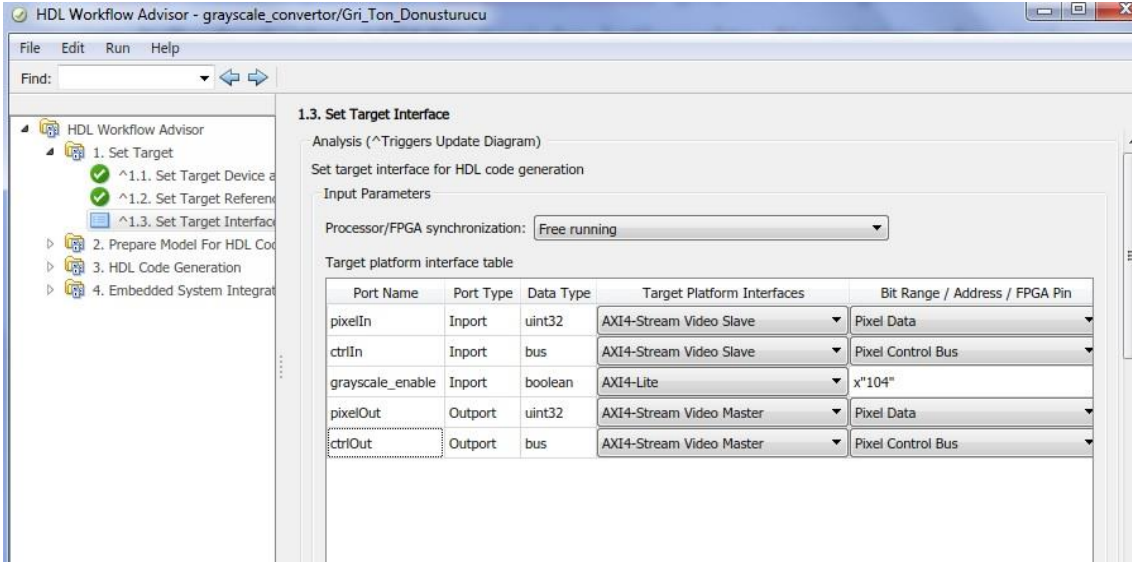 HDL Workflow Advisor - grayscale_convertor/Gri_Ton_Donusturucu
File Edit Run Help
Find:
HDL Workflow Advisor
1. Set Target
^1.1. Set Target Device a
^1.2. Set Target Referen
^1.3. Set Target Interface
2. Prepare Model For HDL Cod
3. HDL Code Generation
4. Embedded System Integrat
1.3. Set Target Interface
Analysis (^Triggers Update Diagram)
Set target interface for HDL code generation
Input Parameters
Processor/FPGA synchronization: Free running
Target platform interface table
Port Name Port Type Data Type Target Platform Interfaces Bit Range / Address / FPGA Pin
pixelIn Inport uint32 AXI4-Stream Video Slave Pixel Data
ctrlIn Inport bus AXI4-Stream Video Slave Pixel Control Bus
grayscale_enable Inport boolean AXI4-Lite x"104"
pixelOut Outport uint32 AXI4-Stream Video Master Pixel Data
ctrlOut Outport bus AXI4-Stream Video Master Pixel Control Bus